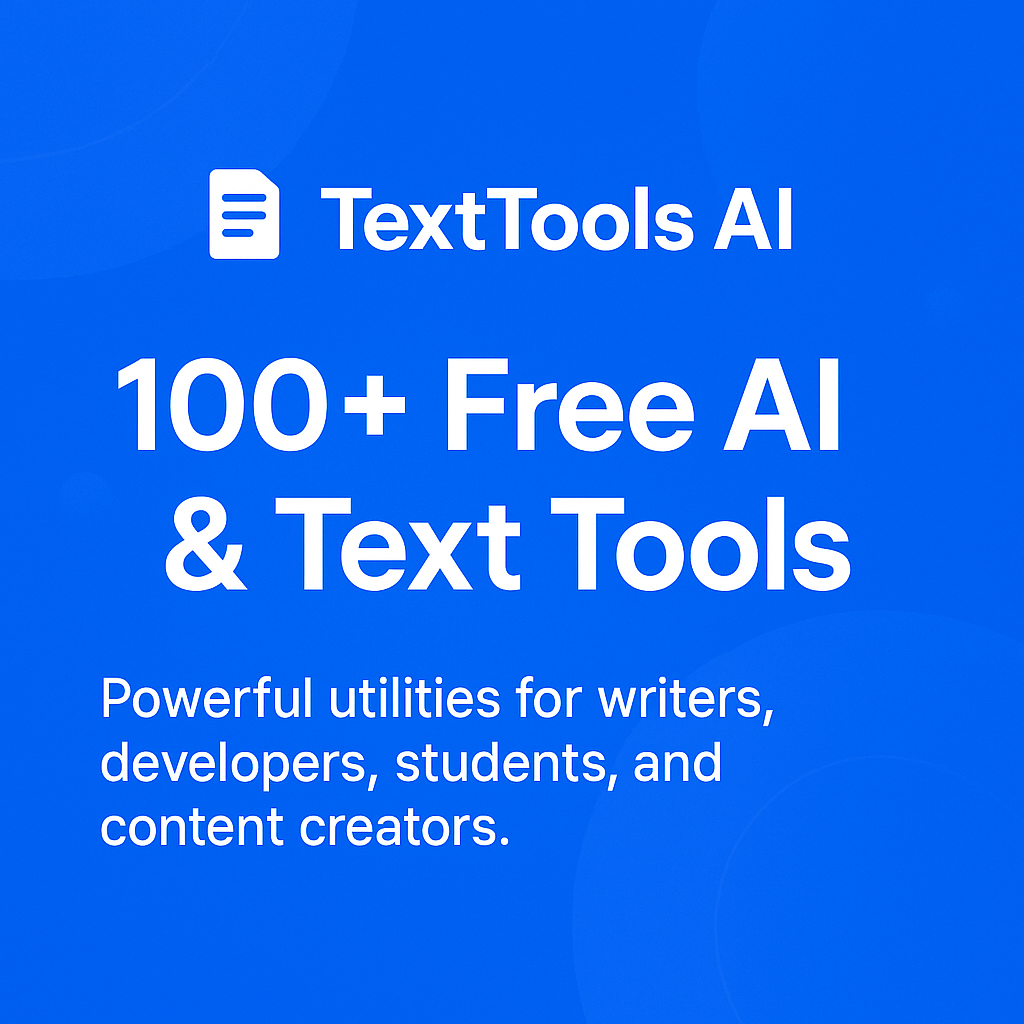 TextTools AI
100+ Free AI
& Text Tools
Powerful utilities for writers,
developers, students, and
content creators.